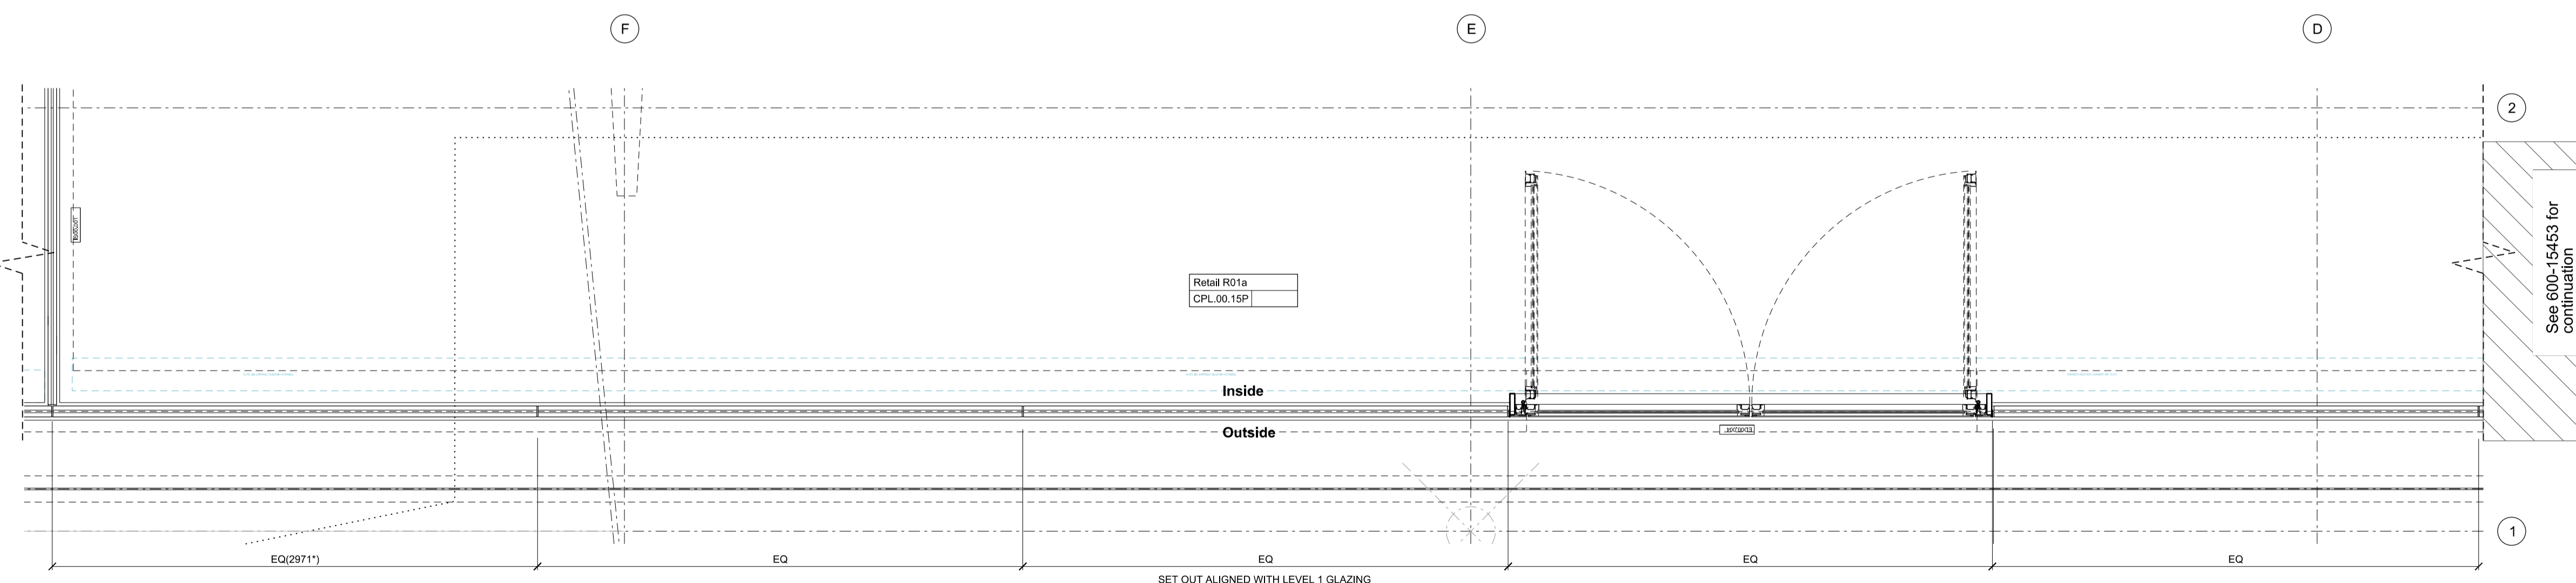 F
E
D
2
Retail R01a
CPL.00.15P
See 600-15453 for
continuation
Inside
Outside
1
EQ(2971*)
EQ
EQ
EQ
EQ
SET OUT ALIGNED WITH LEVEL 1 GLAZING